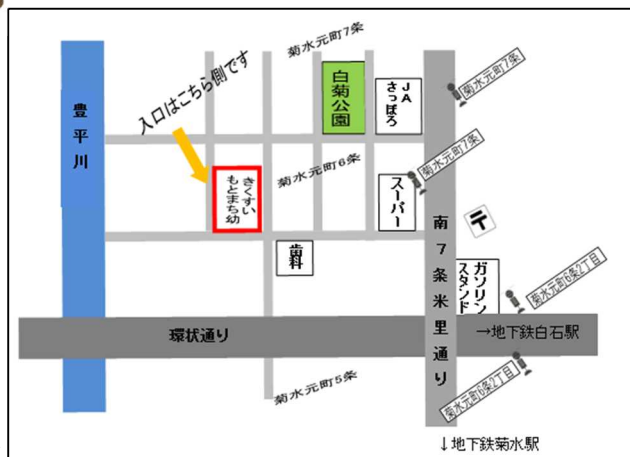 菊水元町7条
豊平川
入口はこちら側です
白菊公園
JA
さっぽろ
菊水元町7条
菊水元町6条
菊水元町7条
きくすい
もとまち幼
スーパー
〒
歯科
南7条米里通り
ガソリン
スタンド
菊水元町6条2丁目
環状通り
→地下鉄白石駅
菊水元町5条
菊水元町6条2丁目
↓地下鉄菊水駅